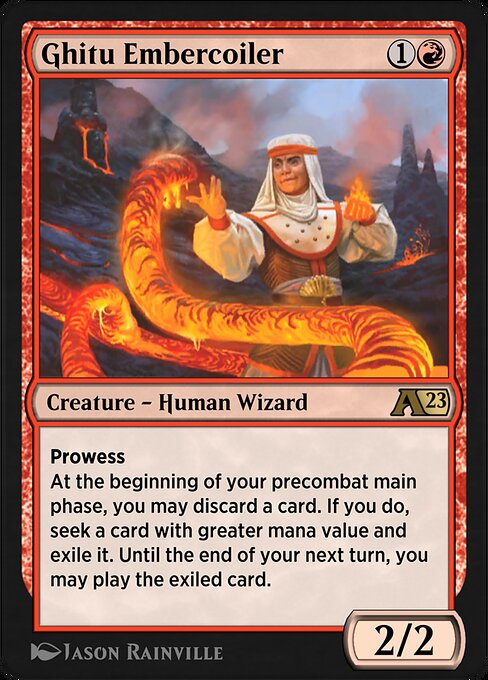 Ghitu Embercoiler 1
Creature – Human Wizard A 23
Prowess
At the beginning of your precombat main
phase, you may discard a card. If you do,
seek a card with greater mana value and
exile it. Until the end of your next turn, you
may play the exiled card.
2/2
Jason Rainville